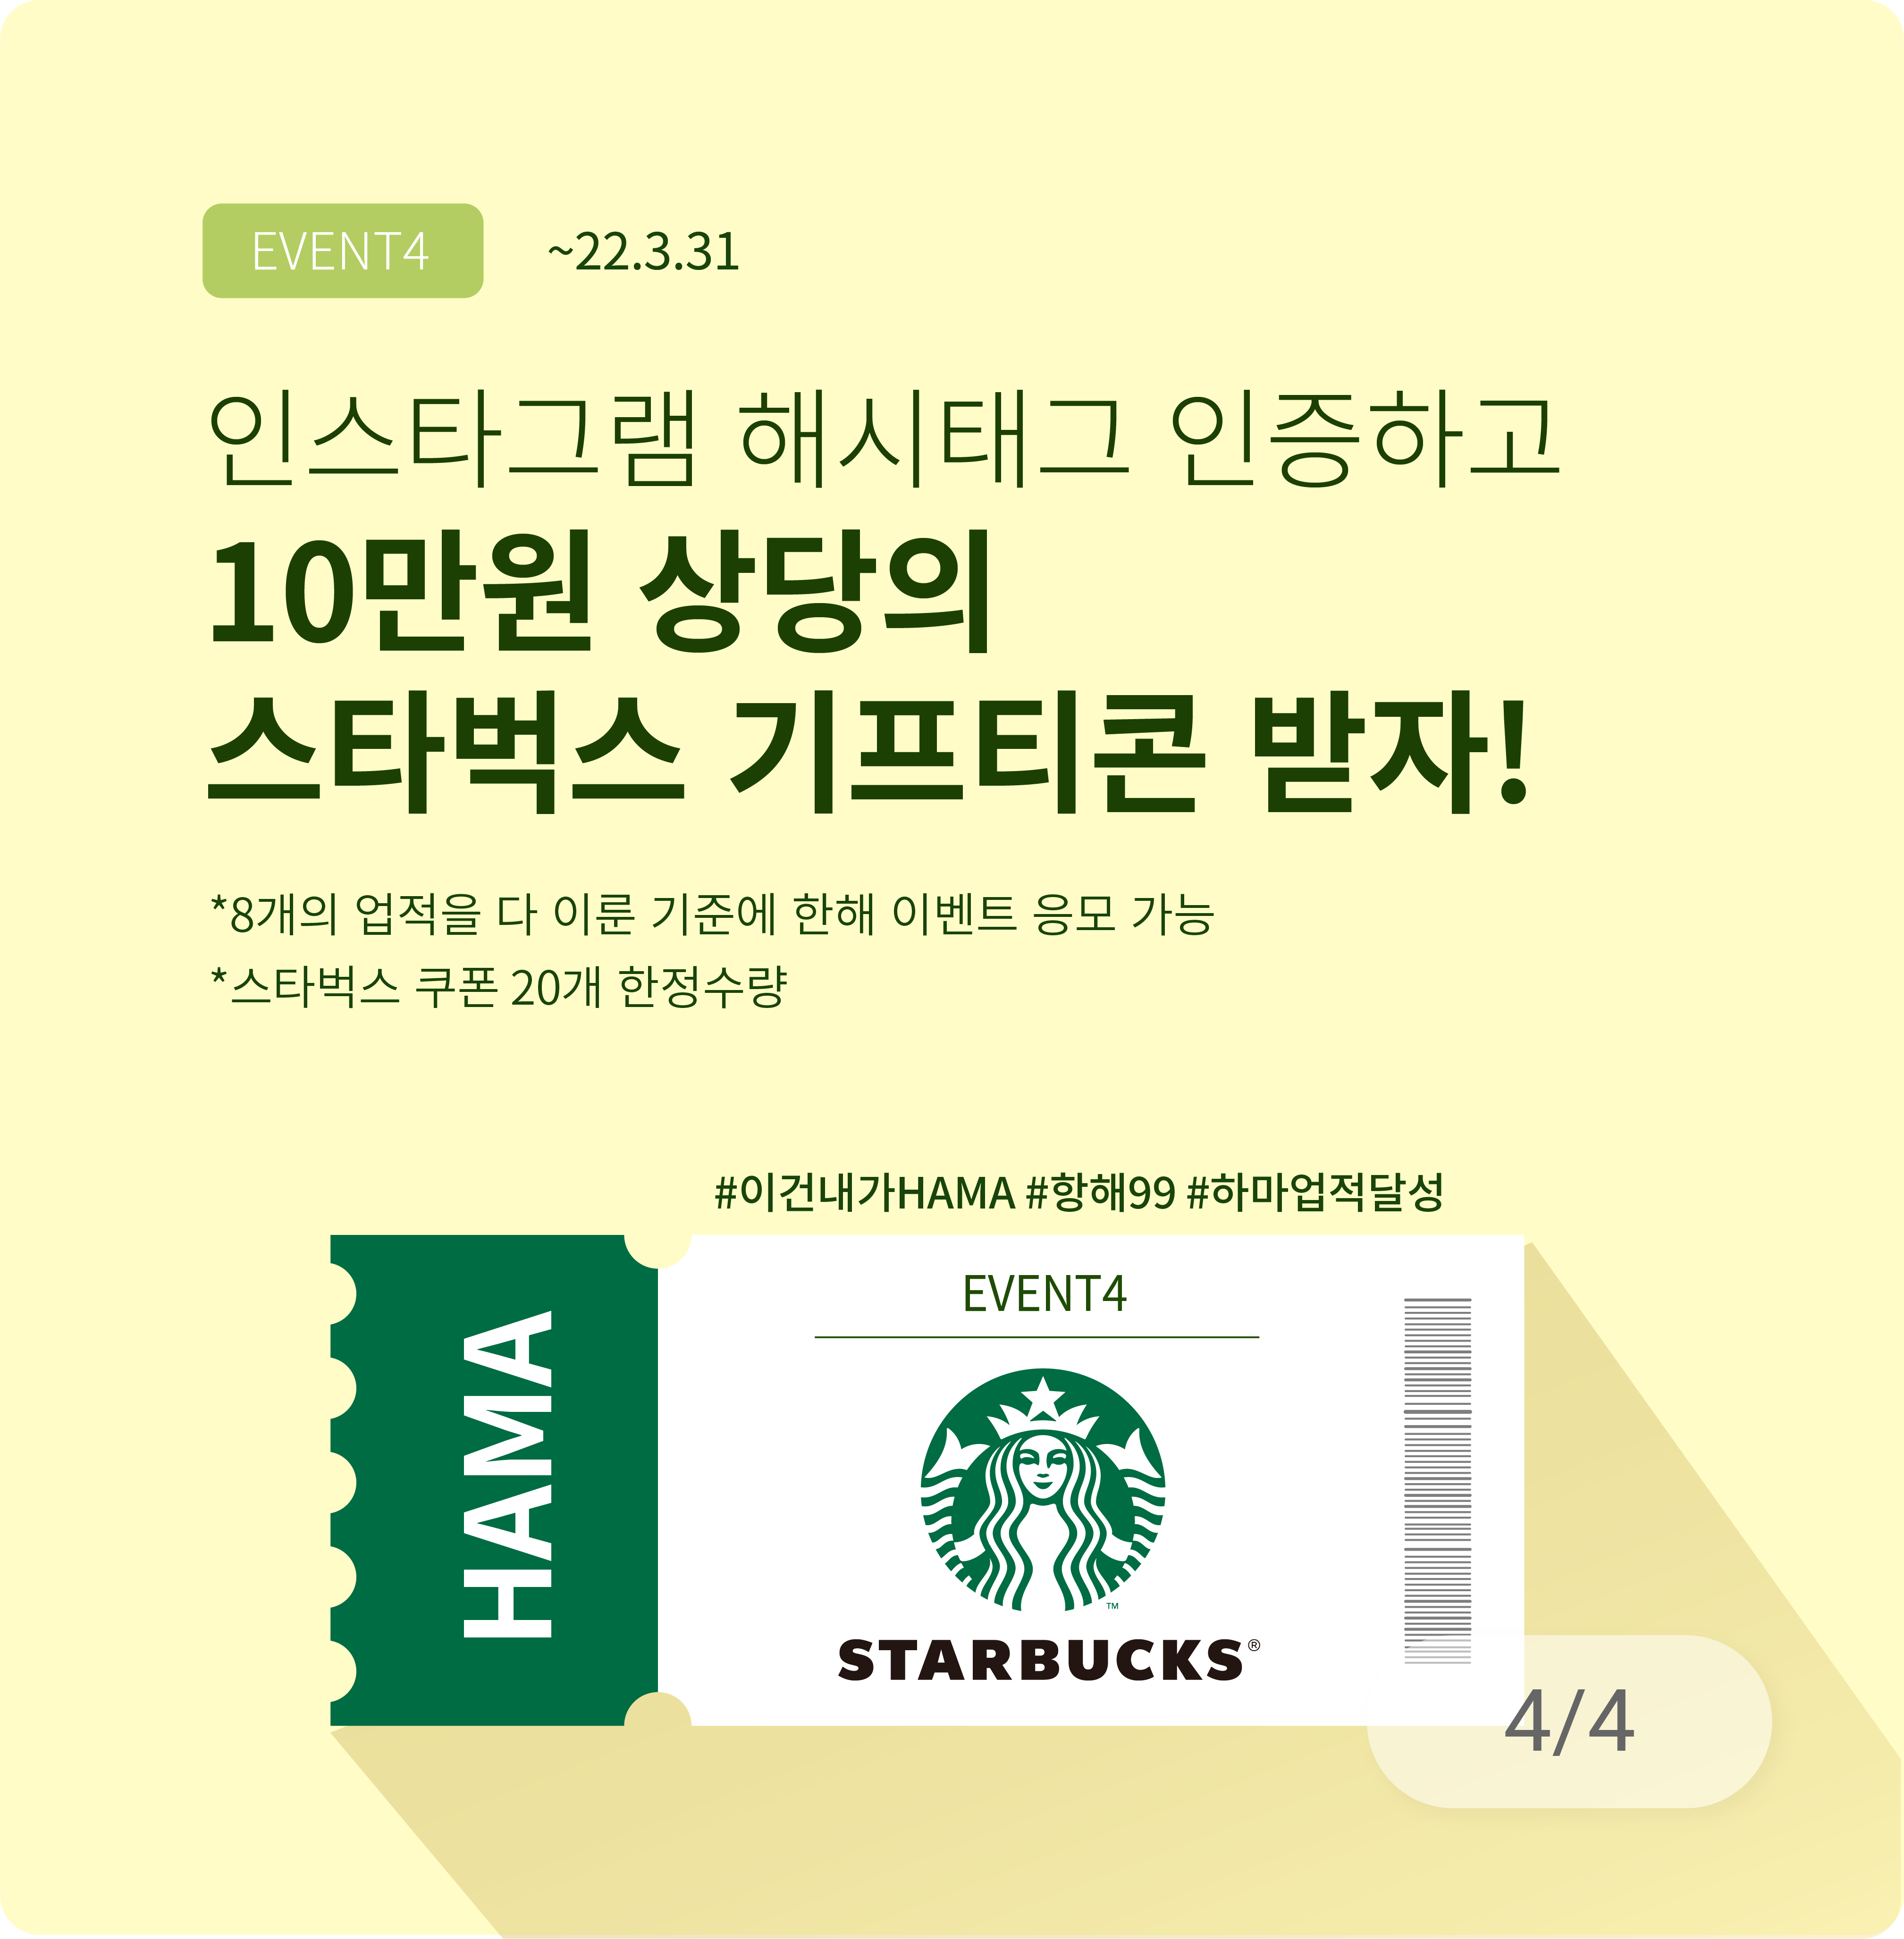 EVENT4 ~22.3.31
인스타그램 해시태그 인증하고
10만원 상당의
스타벅스 기프티콘 받자!
*8개의 업적을 다 이룬 기준에 한해 이벤트 응모 가능
*스타벅스 쿠폰 20개 한정수량
#이건내가HAMA #항해99 #하마업적달성
HAMA
EVENT4
TM
STARBUCKS®
4/4